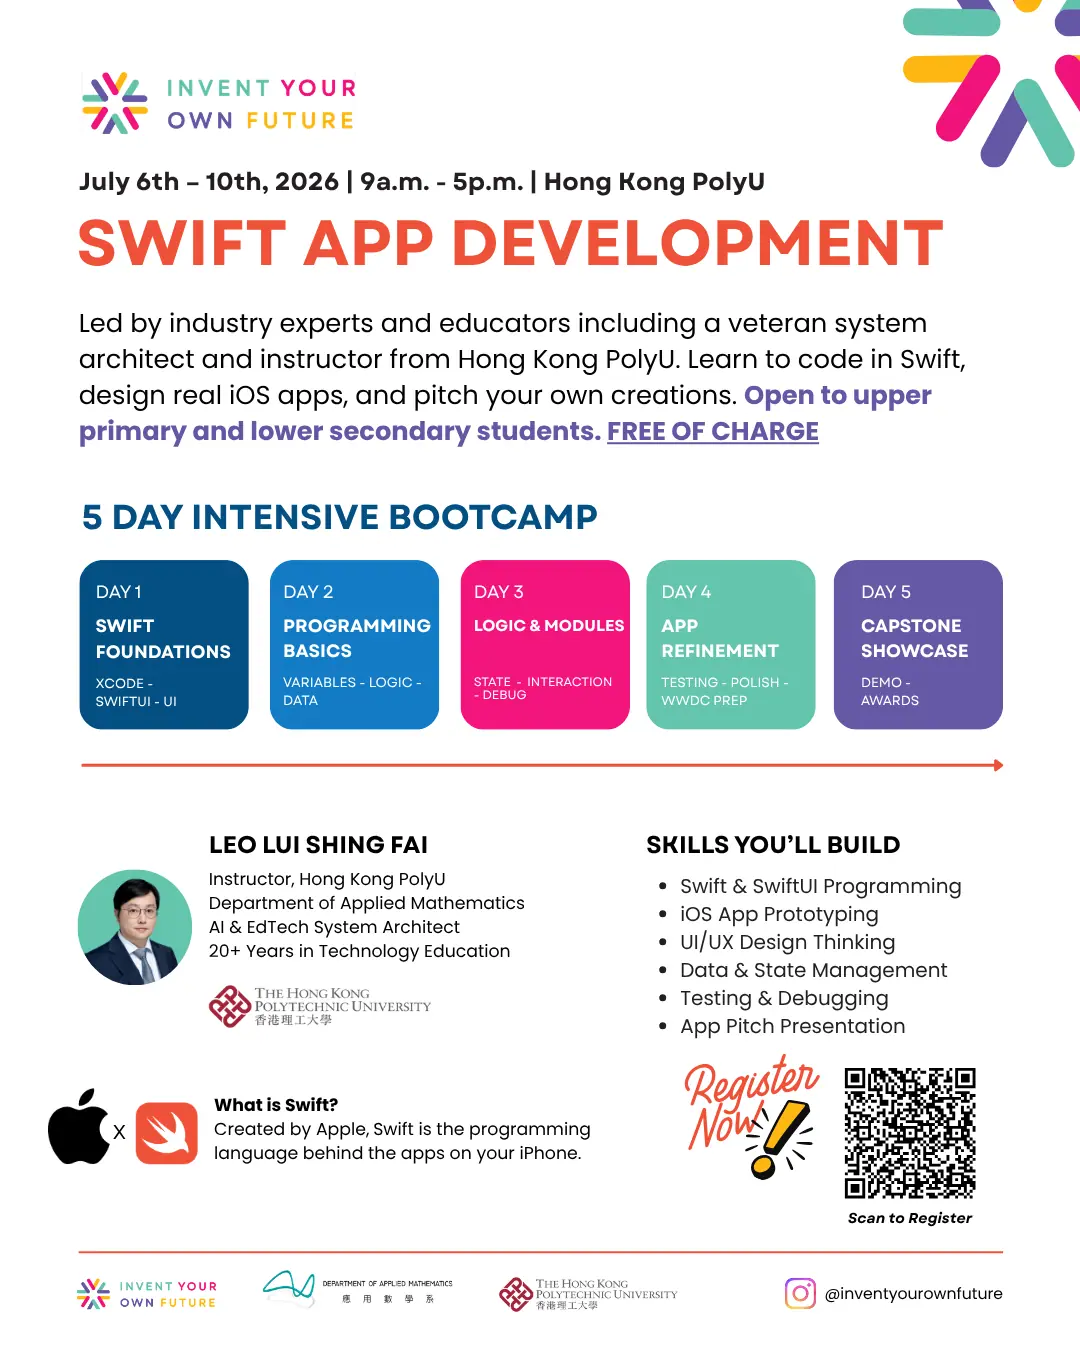 INVENT YOUR
OWN FUTURE
July 6th – 10th, 2026 | 9a.m. - 5p.m. | Hong Kong PolyU
SWIFT APP DEVELOPMENT
Led by industry experts and educators including a veteran system
architect and instructor from Hong Kong PolyU. Learn to code in Swift,
design real iOS apps, and pitch your own creations. Open to upper
primary and lower secondary students. FREE OF CHARGE
5 DAY INTENSIVE BOOTCAMP
DAY 1
SWIFT
FOUNDATIONS
XCODE -
SWIFTUI - UI
DAY 2
PROGRAMMING
BASICS
VARIABLES - LOGIC -
DATA
DAY 3
LOGIC & MODULES
STATE - INTERACTION
- DEBUG
DAY 4
APP
REFINEMENT
TESTING - POLISH -
WWDC PREP
DAY 5
CAPSTONE
SHOWCASE
DEMO -
AWARDS
LEO LUI SHING FAI
Instructor, Hong Kong PolyU
Department of Applied Mathematics
AI & EdTech System Architect
20+ Years in Technology Education
THE HONG KONG
POLYTECHNIC UNIVERSITY
香港理工大學
SKILLS YOU'LL BUILD
• Swift & SwiftUI Programming
• iOS App Prototyping
• UI/UX Design Thinking
• Data & State Management
• Testing & Debugging
• App Pitch Presentation
X
What is Swift?
Created by Apple, Swift is the programming
language behind the apps on your iPhone.
Register
Now
Scan to Register
INVENT YOUR
OWN FUTURE
DEPARTMENT OF APPLIED MATHEMATICS
應用數學系
THE HONG KONG
POLYTECHNIC UNIVERSITY
香港理工大學
@inventyourownfuture